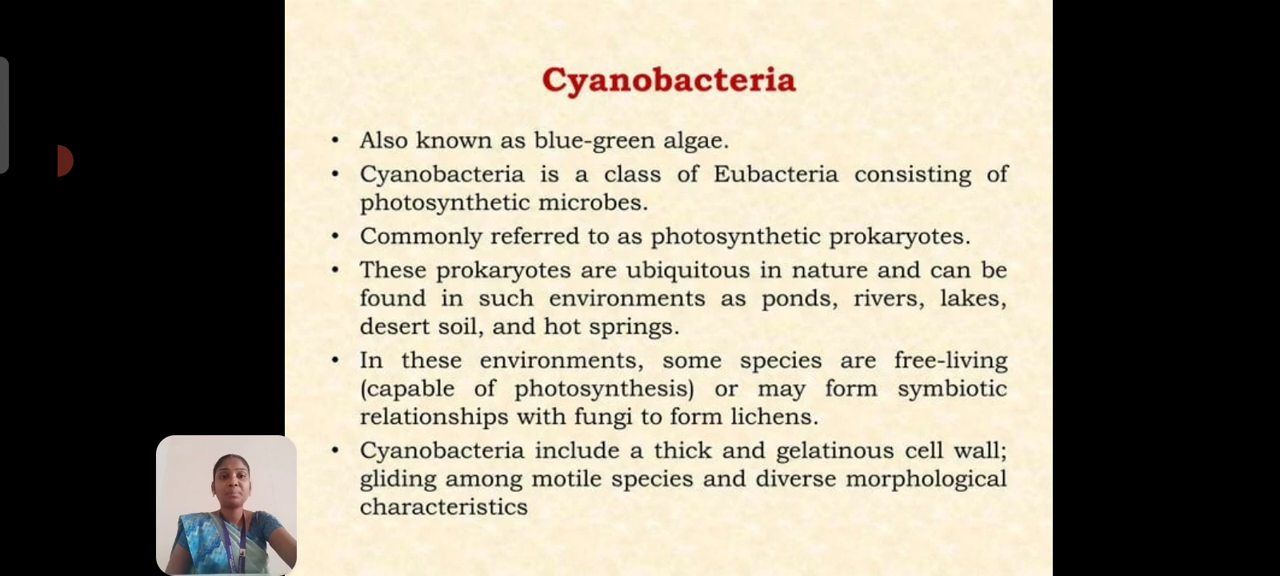 Cyanobacteria
• Also known as blue-green algae.
• Cyanobacteria is a class of Eubacteria consisting of
photosynthetic microbes.
• Commonly referred to as photosynthetic prokaryotes.
• These prokaryotes are ubiquitous in nature and can be
found in such environments as ponds, rivers, lakes,
desert soil, and hot springs.
• In these environments, some species are free-living
(capable of photosynthesis) or may form symbiotic
relationships with fungi to form lichens.
• Cyanobacteria include a thick and gelatinous cell wall;
gliding among motile species and diverse morphological
characteristics